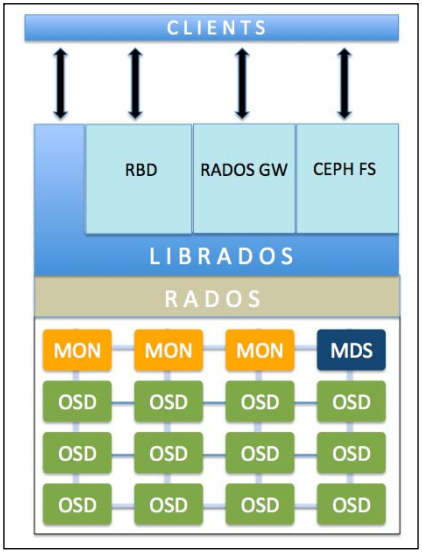 CLIENTS
RBD RADOS GW CEPH FS
LIBRADOS
RADOS
MON MON MON MDS
OSD OSD OSD OSD
OSD OSD OSD OSD
OSD OSD OSD OSD